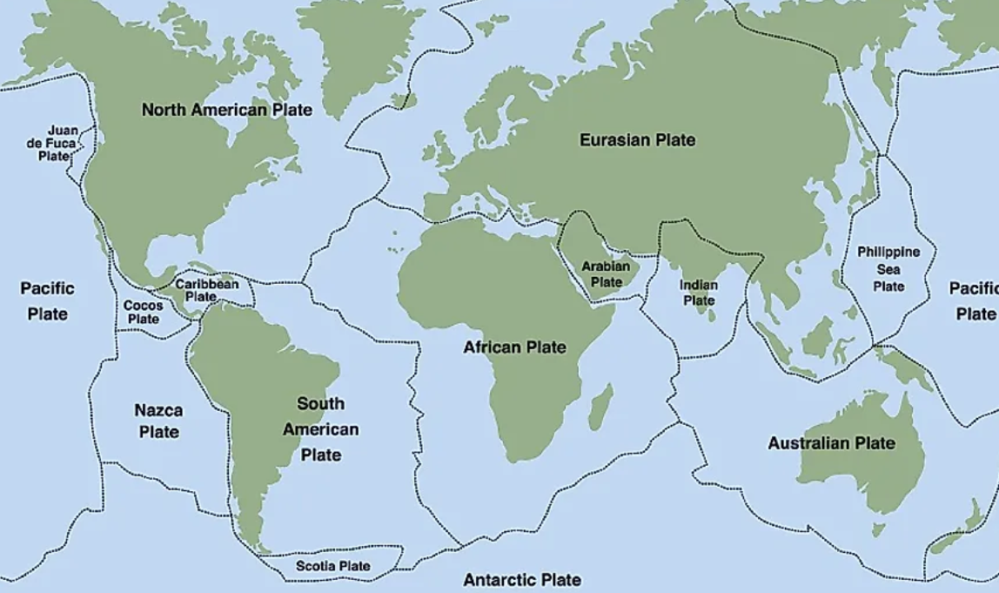 North American Plate
Juan
de Fuca
Plate
Eurasian Plate
Pacific
Plate
Caribbean
Plate
Cocos
Plate
Arabian
Plate
Indian
Plate
Philippine
Sea
Plate
Pacific
Plate
African Plate
Nazca
Plate
South
American
Plate
Australian Plate
Scotia Plate
Antarctic Plate